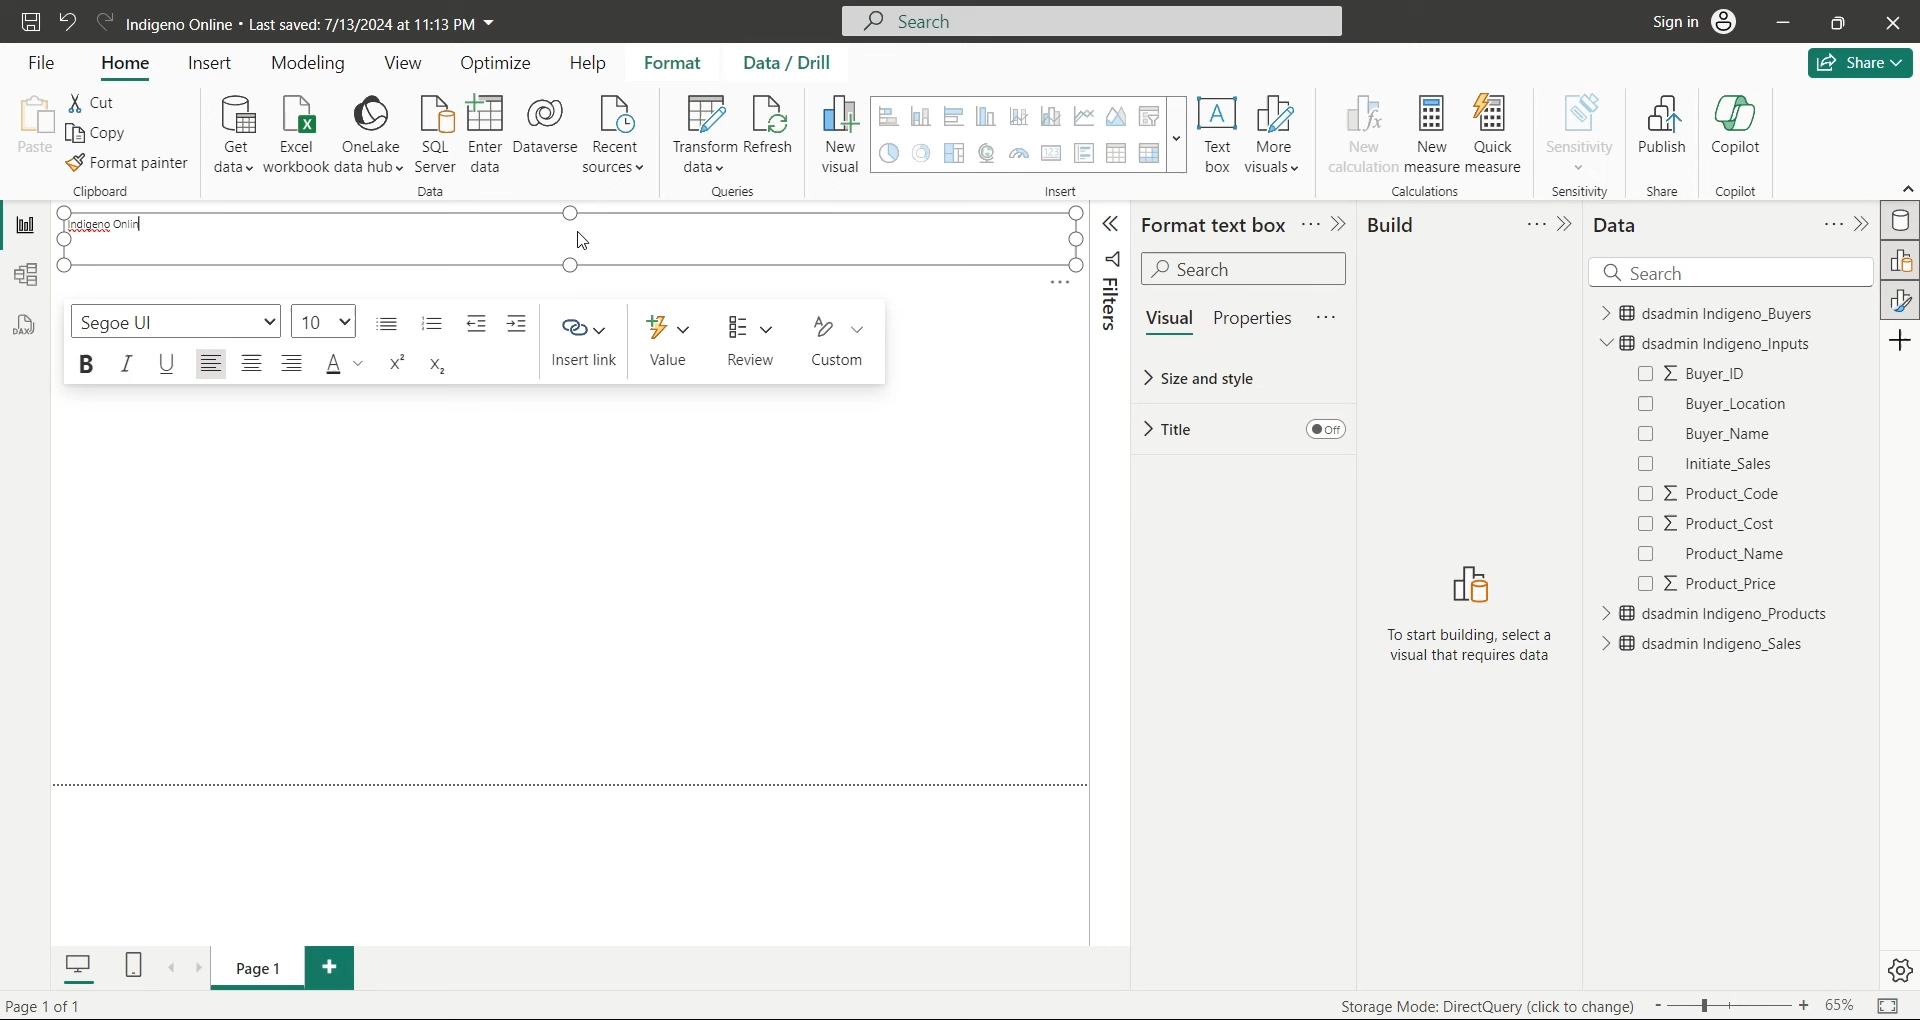 Indigeno Online • Last saved: 7/13/2024 at 11:13 PM
Search
Sign in
File Home Insert Modeling View Optimize Help Format Data / Drill
Share
Paste
Cut
Copy
Format painter
Clipboard
Get data
Excel workbook
OneLake data hub
SQL Server
Enter data
Dataverse
Recent sources
Data
Transform data
Refresh
Queries
New visual
123
A
Text box
More visuals
Insert
New calculation
New measure
Quick measure
Calculations
Sensitivity
Sensitivity
Publish
Share
Copilot
Copilot
DAX
Indigeno Onlin
Segoe UI
10
B I U
A
x²
x₂
Insert link
Value
Review
Custom
Filters
Format text box
Search
Visual Properties
Size and style
Title Off
Build
To start building, select a
visual that requires data
Data
Search
dsadmin Indigeno_Buyers
dsadmin Indigeno_Inputs
Σ Buyer_ID
Buyer_Location
Buyer_Name
Initiate_Sales
Σ Product_Code
Σ Product_Cost
Product_Name
Σ Product_Price
dsadmin Indigeno_Products
dsadmin Indigeno_Sales
Page 1
Page 1 of 1
Storage Mode: DirectQuery (click to change)
- + 65%